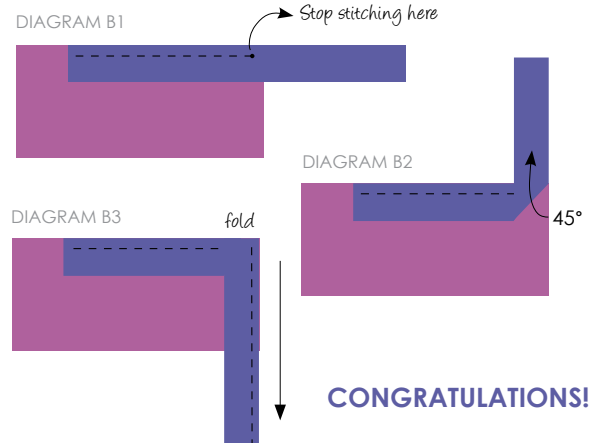 DIAGRAM B1
Stop stitching here
DIAGRAM B2
45°
DIAGRAM B3
fold
CONGRATULATIONS!